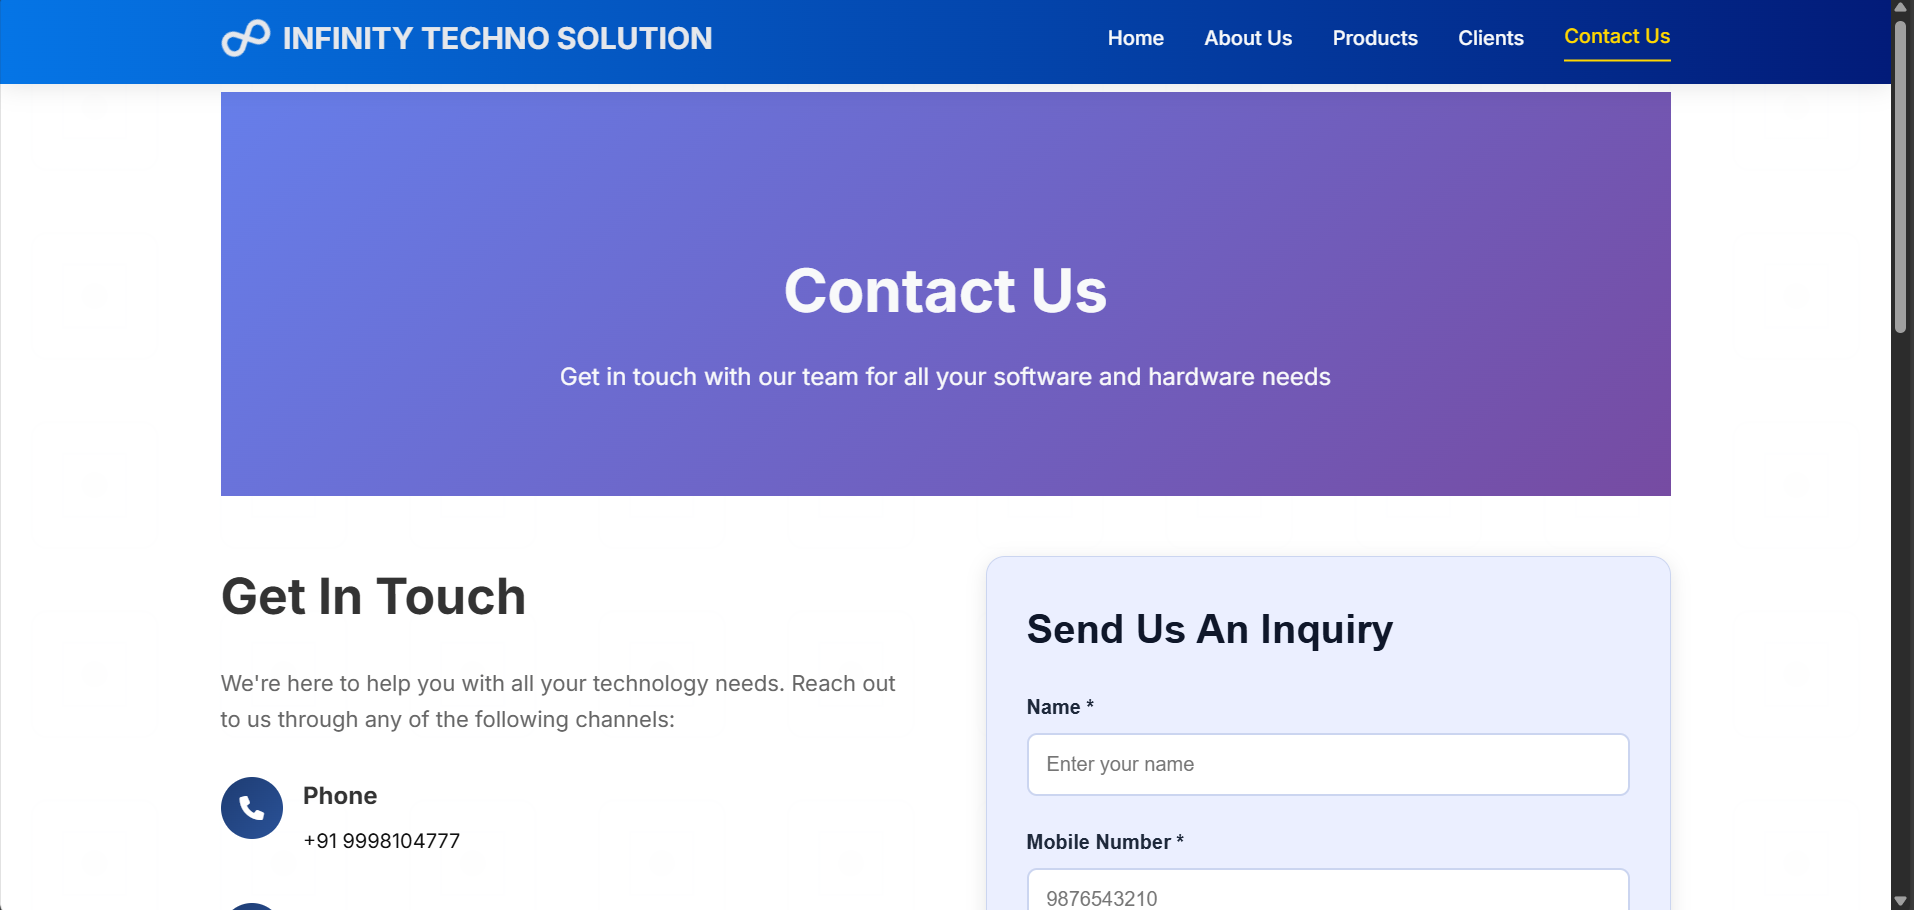 INFINITY TECHNO SOLUTION
Home
About Us
Products
Clients
Contact Us
Contact Us
Get in touch with our team for all your software and hardware needs
Get In Touch
We're here to help you with all your technology needs. Reach out
to us through any of the following channels:
Phone
+91 9998104777
Send Us An Inquiry
Name *
Enter your name
Mobile Number *
9876543210